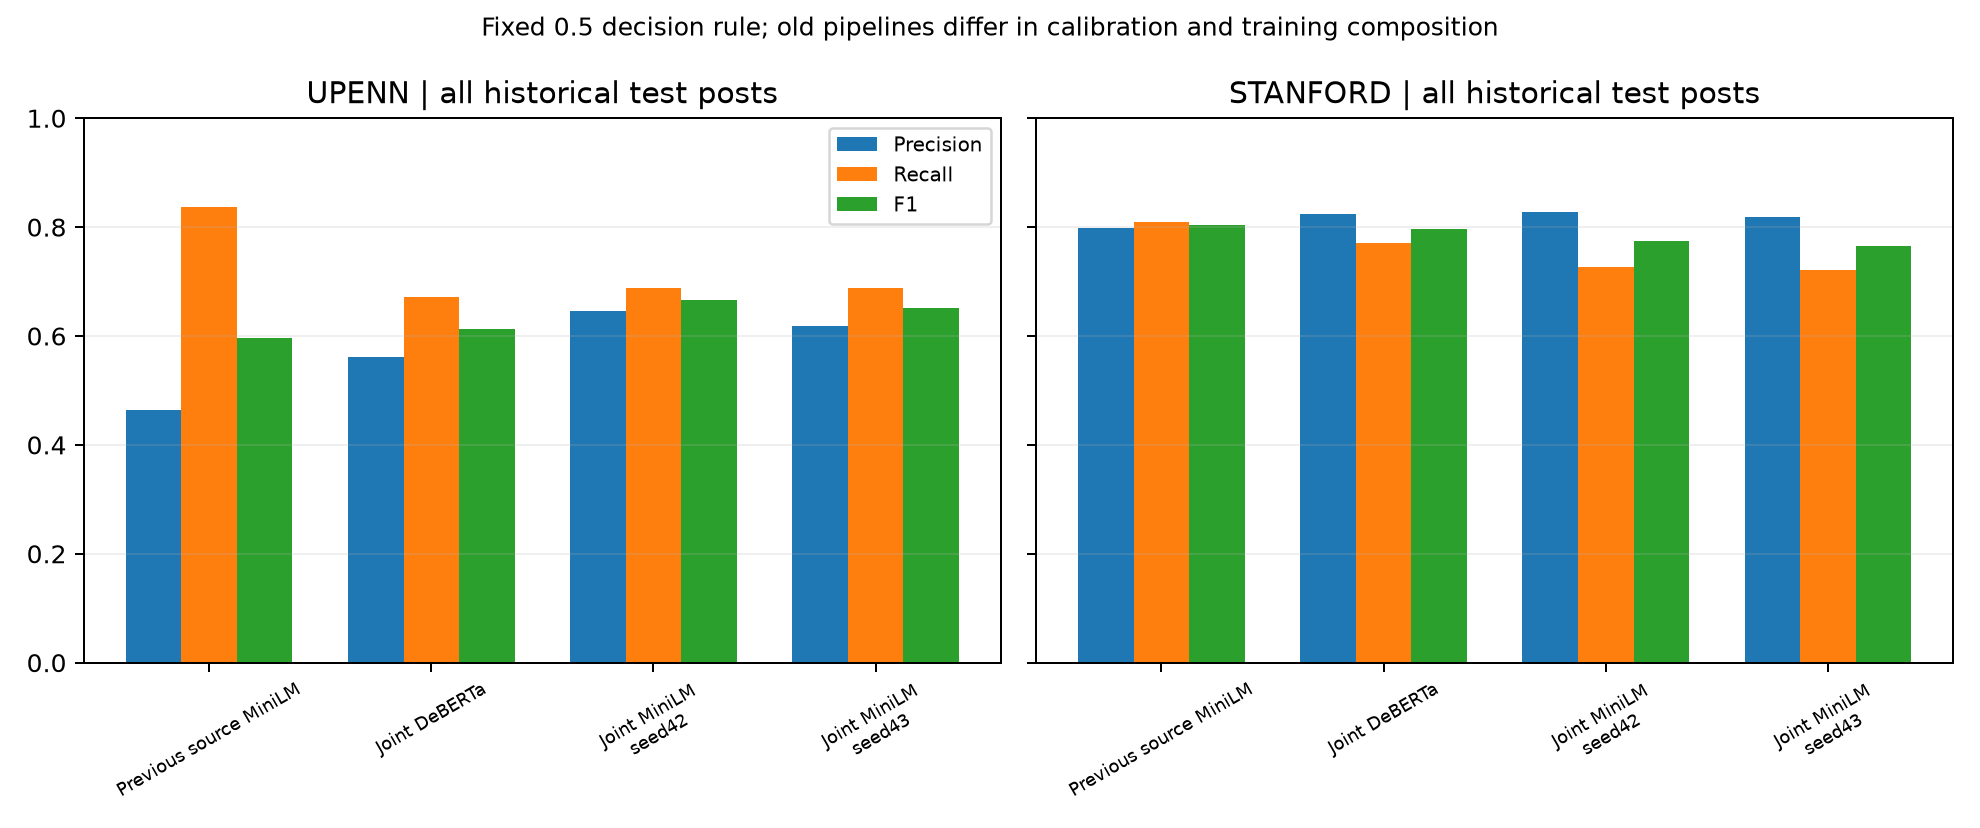 Fixed 0.5 decision rule; old pipelines differ in calibration and training composition
UPENN | all historical test posts
STANFORD | all historical test posts
1.0
0.8
0.6
0.4
0.2
0.0
Precision
Recall
F1
Previous source MiniLM
Joint DeBERTa
Joint MiniLM
seed42
Joint MiniLM
seed43
Previous source MiniLM
Joint DeBERTa
Joint MiniLM
seed42
Joint MiniLM
seed43